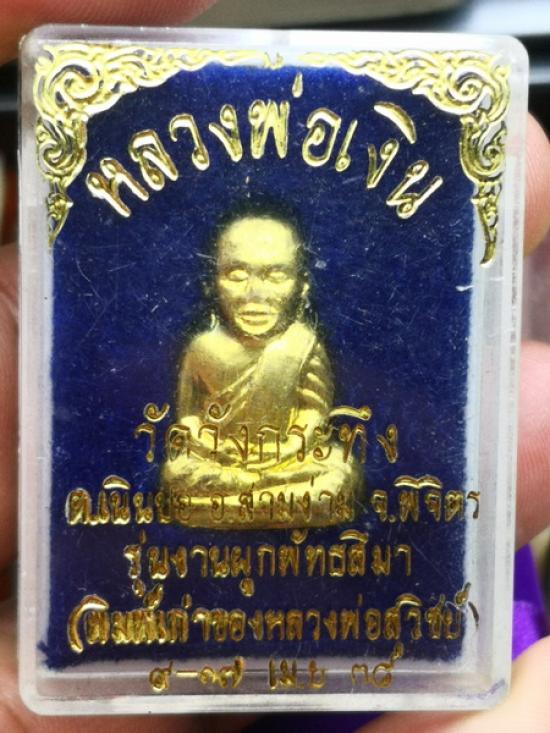 หลวงพ่อเงิน
วัดวังกระทึง
ต.เนินปอ อ.สามง่าม จ.พิจิตร
รุ่นงานผูกพัทธสีมา
(พิมพ์เก่าของหลวงพ่อสุวิชย์)
๙-๑๗ เม.ย ๓๘